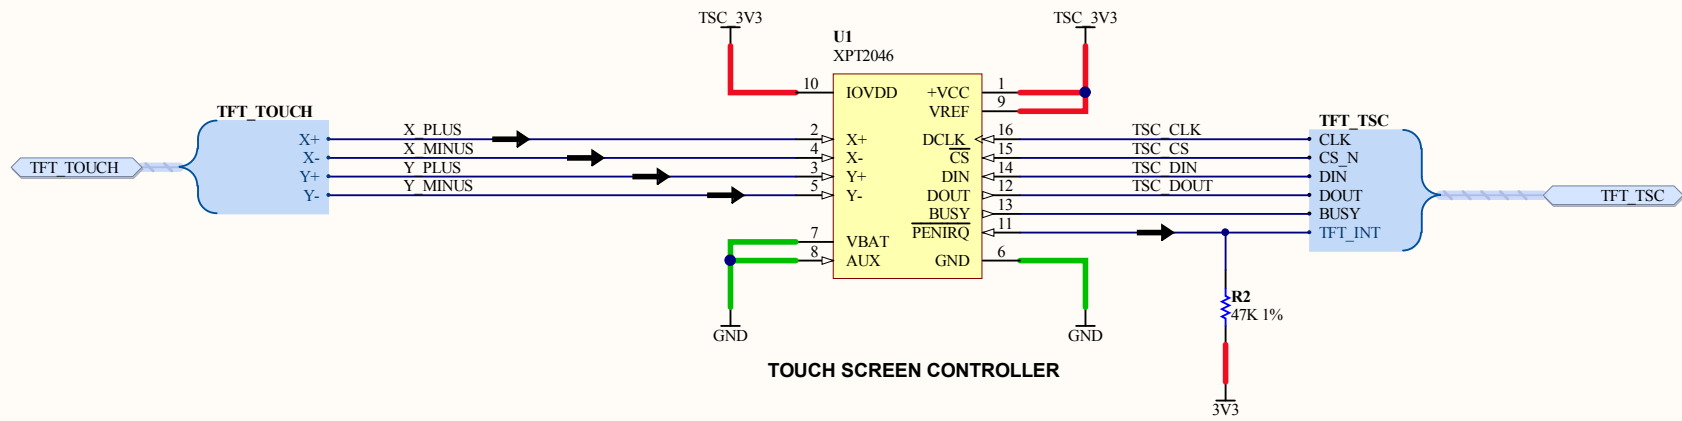 TSC_3V3
TSC_3V3
U1
XPT2046
10
IOVDD
+VCC
1
VREF
9
TFT_TOUCH
TFT_TOUCH
X+
X_PLUS
2
X+
X-
X_MINUS
4
X-
Y+
Y_PLUS
3
Y+
Y-
Y_MINUS
5
Y-
7
VBAT
8
AUX
DCLK
16
TSC_CLK
CS
15
TSC_CS
DIN
14
TSC_DIN
DOUT
12
TSC_DOUT
BUSY
13
PENIRQ
11
GND
6
TFT_TSC
CLK
CS_N
DIN
DOUT
BUSY
TFT_INT
TFT_TSC
R2
47K 1%
3V3
GND
GND
TOUCH SCREEN CONTROLLER